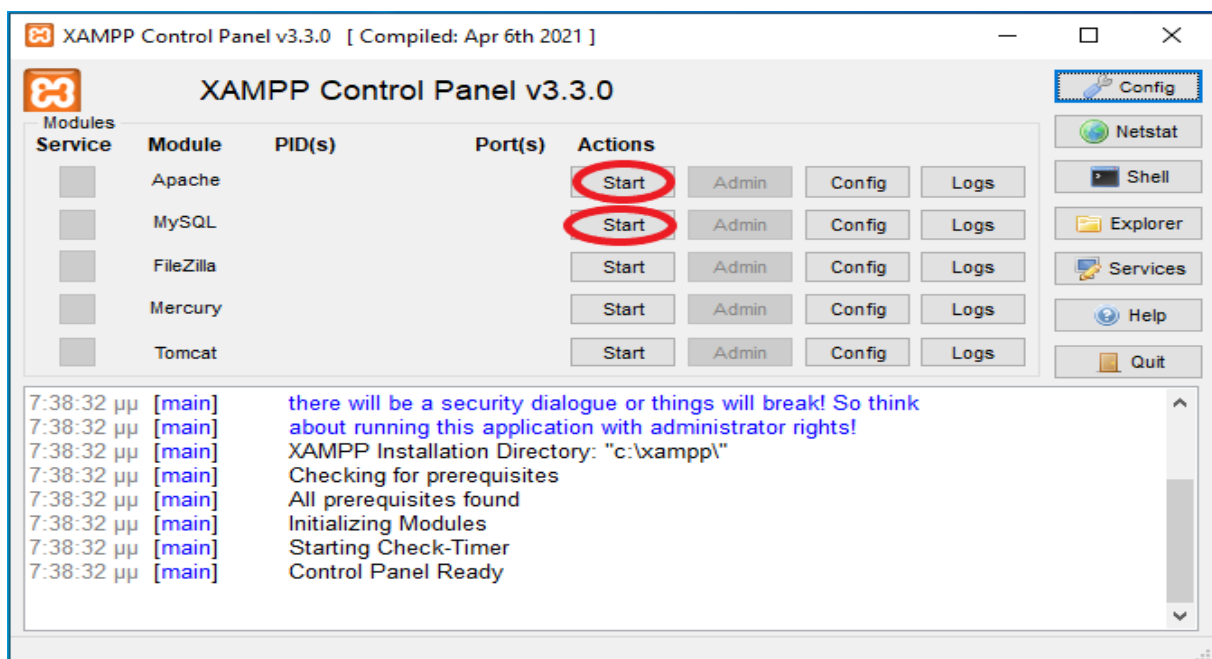 XAMPP Control Panel v3.3.0 [ Compiled: Apr 6th 2021 ]
XAMPP Control Panel v3.3.0
Config
Modules
Netstat
Service Module PID(s) Port(s) Actions
Apache Start Admin Config Logs
Shell
MySQL Start Admin Config Logs
Explorer
FileZilla Start Admin Config Logs
Services
Mercury Start Admin Config Logs
Help
Tomcat Start Admin Config Logs
Quit
7:38:32 μμ [main] there will be a security dialogue or things will break! So think
7:38:32 μμ [main] about running this application with administrator rights!
7:38:32 μμ [main] XAMPP Installation Directory: "c:\xampp\"
7:38:32 μμ [main] Checking for prerequisites
7:38:32 μμ [main] All prerequisites found
7:38:32 μμ [main] Initializing Modules
7:38:32 μμ [main] Starting Check-Timer
7:38:32 μμ [main] Control Panel Ready